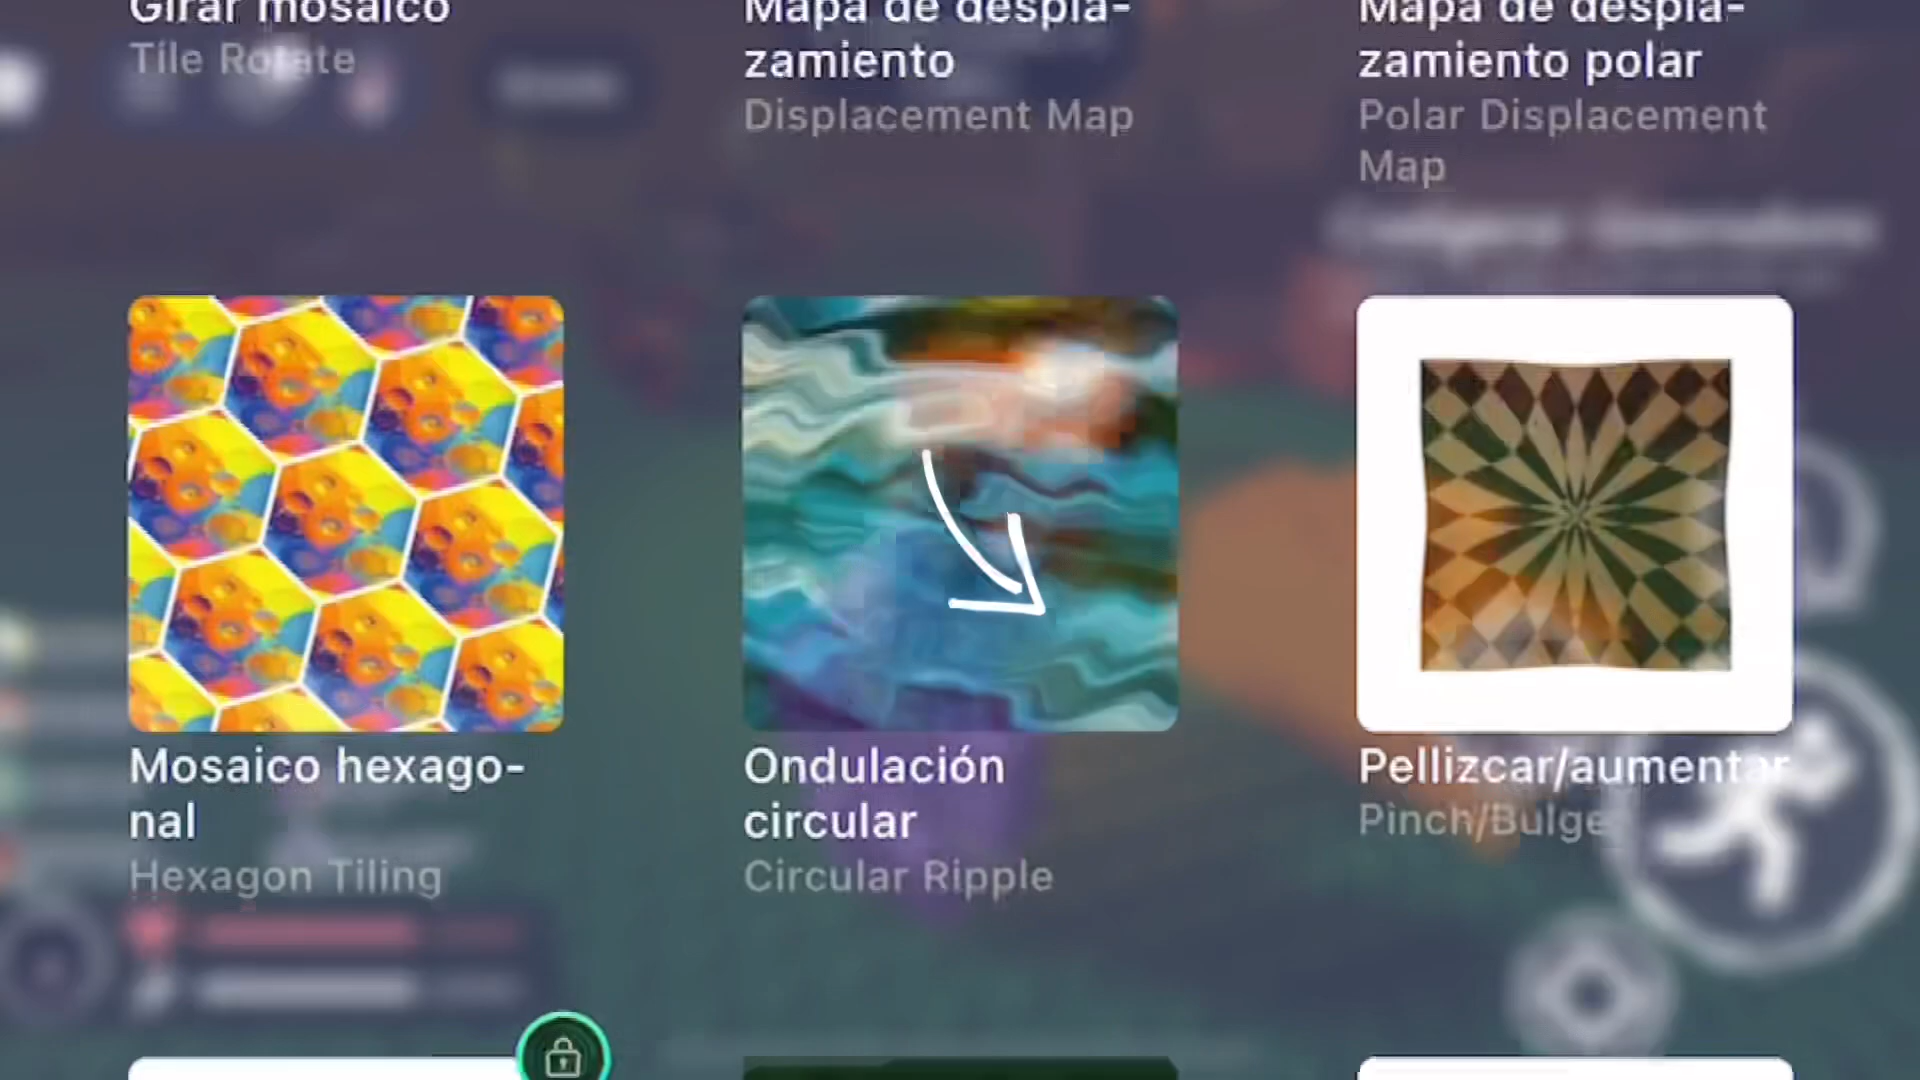 Girar mosaico
Tile Rotate
Mapa de despla-
zamiento
Displacement Map
Mapa de despla-
zamiento polar
Polar Displacement
Map
Mosaico hexago-
nal
Hexagon Tiling
Ondulación
circular
Circular Ripple
Pellizcar/aumentar
Pinch/Bulge